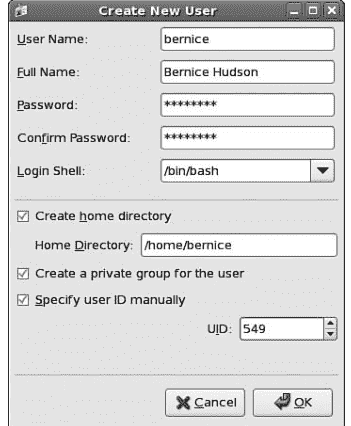 Create New User
User Name: bernice
Full Name: Bernice Hudson
Password: ********
Confirm Password: ********
Login Shell: /bin/bash
Create home directory
Home Directory: /home/bernice
Create a private group for the user
Specify user ID manually
UID: 549
Cancel OK